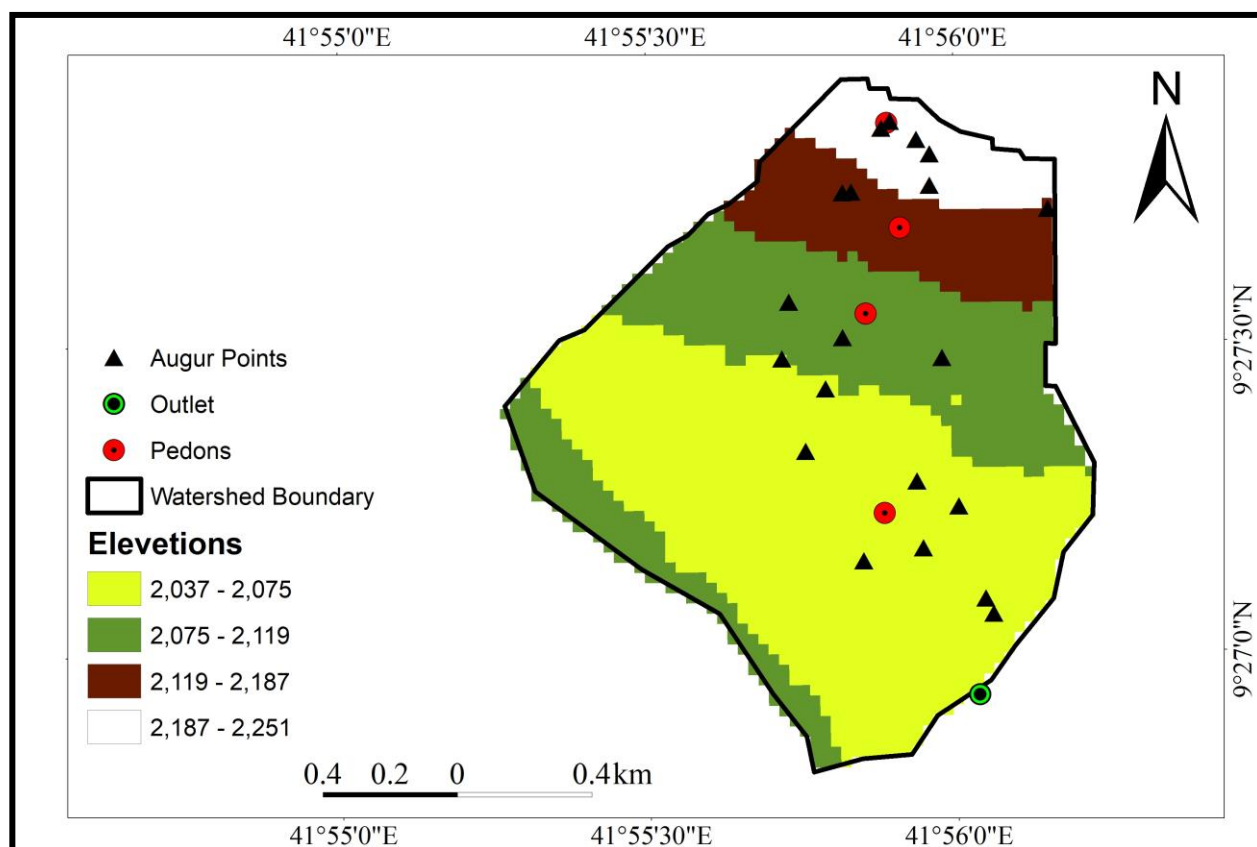 41°55'0"E 41°55'30"E 41°56'0"E
N
9°27'30"N
Augur Points
Outlet
Pedons
Watershed Boundary
Elevetions
2,037 - 2,075
2,075 - 2,119
2,119 - 2,187
2,187 - 2,251
9°27'0"N
0.4 0.2 0 0.4km
41°55'0"E 41°55'30"E 41°56'0"E